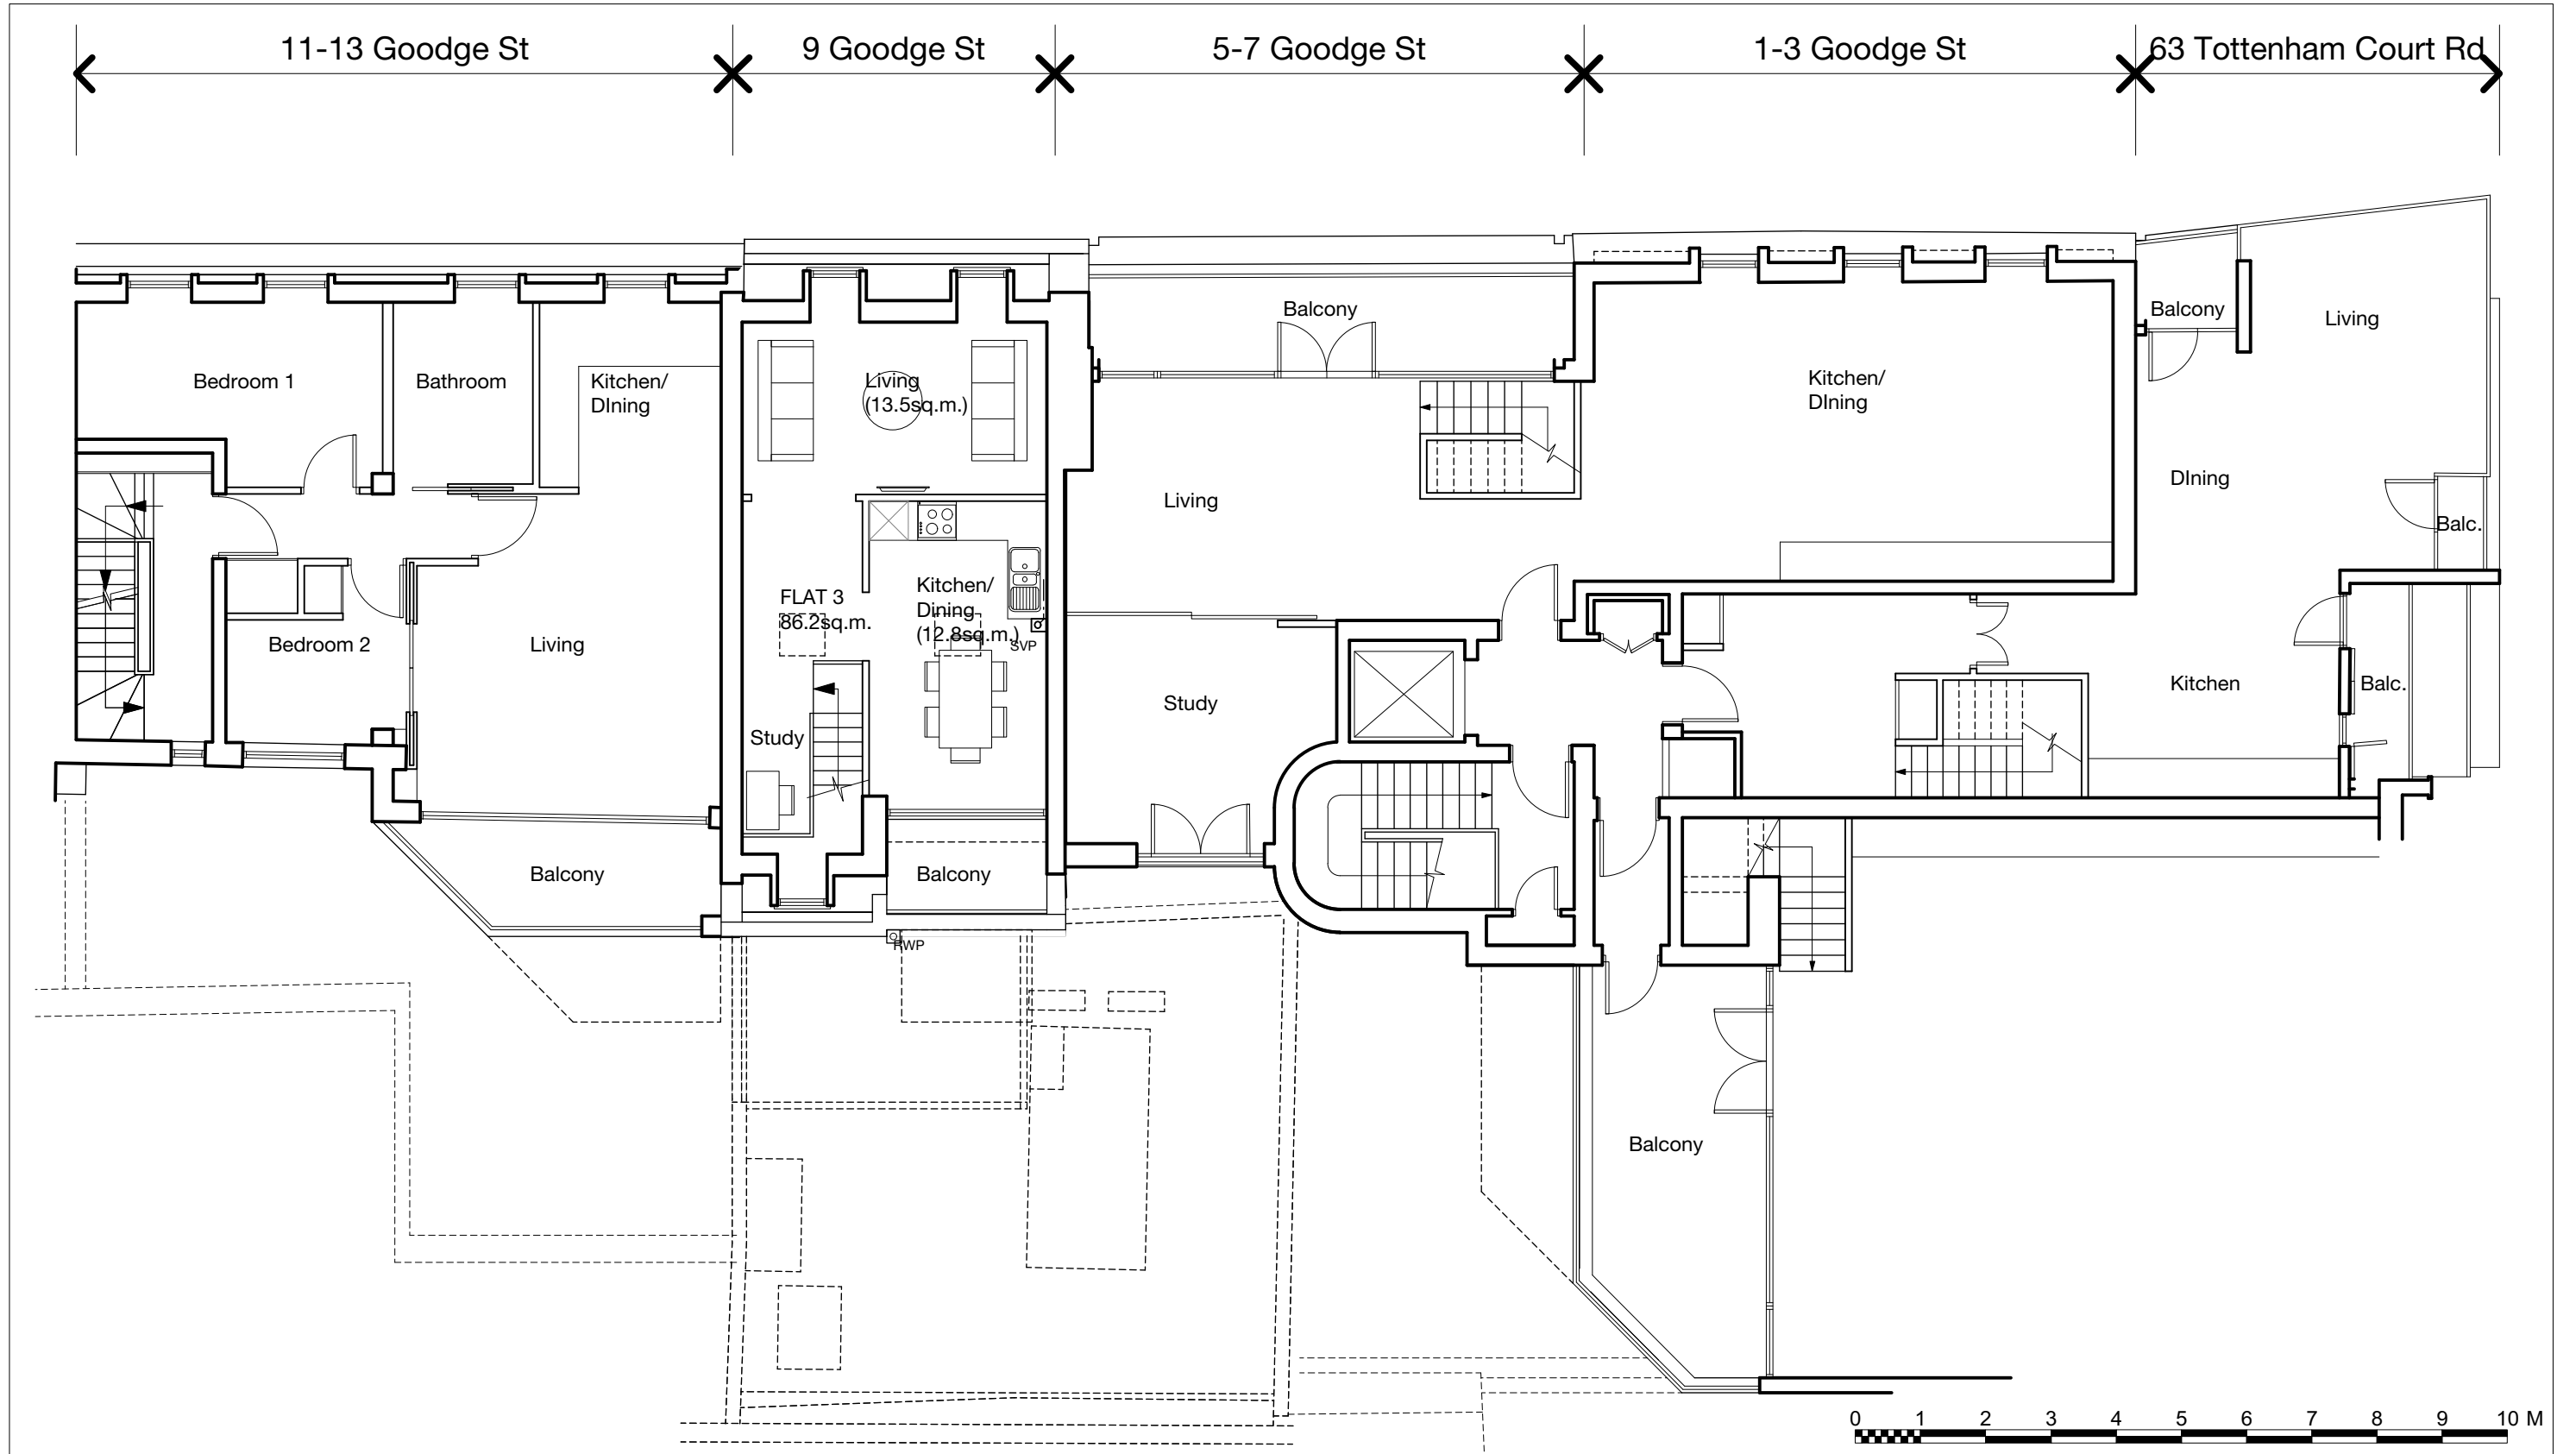 11-13 Goodge St
9 Goodge St
5-7 Goodge St
1-3 Goodge St
63 Tottenham Court Rd
Balcony
Balcony
Living
Bedroom 1
Bathroom
Kitchen/
DIning
Living
(13.5sq.m.)
Kitchen/
DIning
Living
DIning
Balc.
FLAT 3
86.2sq.m.
Kitchen/
Dining
(12.8sq.m.)
SVP
Bedroom 2
Living
Study
Study
Kitchen
Balc.
Balcony
Balcony
RWP
Balcony
0 1 2 3 4 5 6 7 8 9 10 M